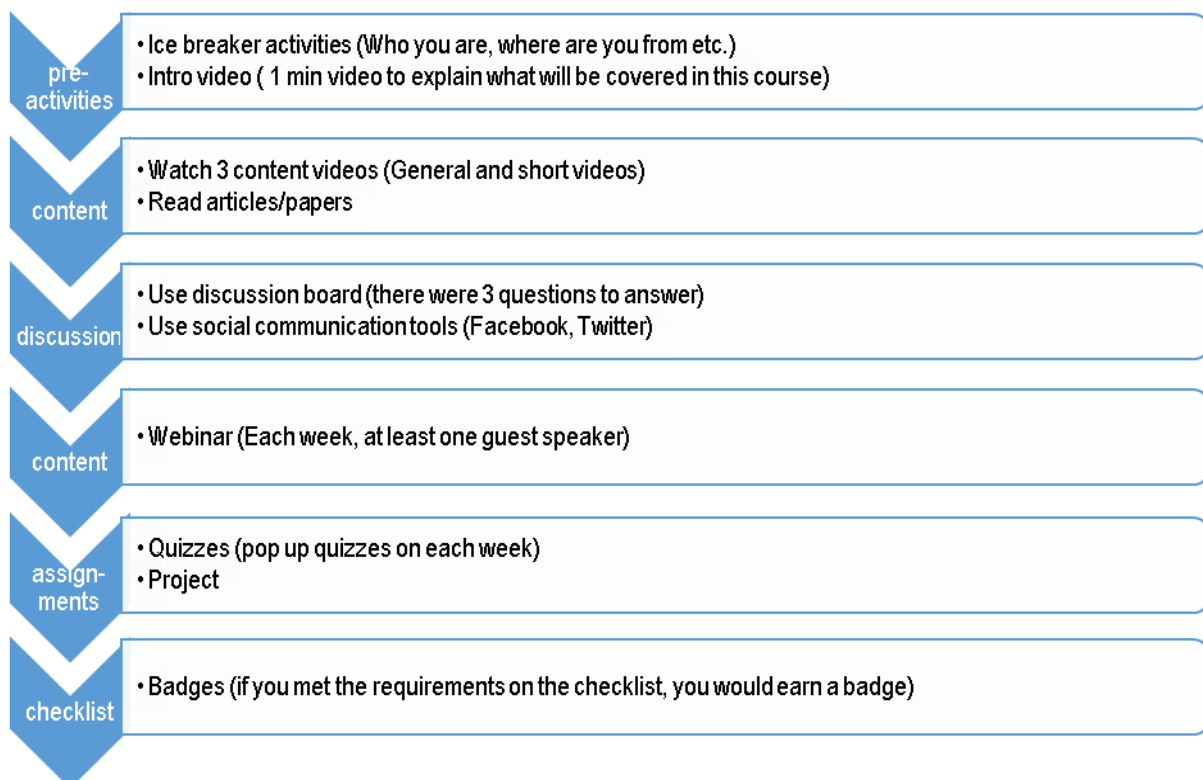 pre-
activities
• Ice breaker activities (Who you are, where are you from etc.)
• Intro video ( 1 min video to explain what will be covered in this course)
content
• Watch 3 content videos (General and short videos)
• Read articles/papers
discussion
• Use discussion board (there were 3 questions to answer)
• Use social communication tools (Facebook, Twitter)
content
• Webinar (Each week, at least one guest speaker)
assign-
ments
• Quizzes (pop up quizzes on each week)
• Project
checklist
• Badges (if you met the requirements on the checklist, you would earn a badge)